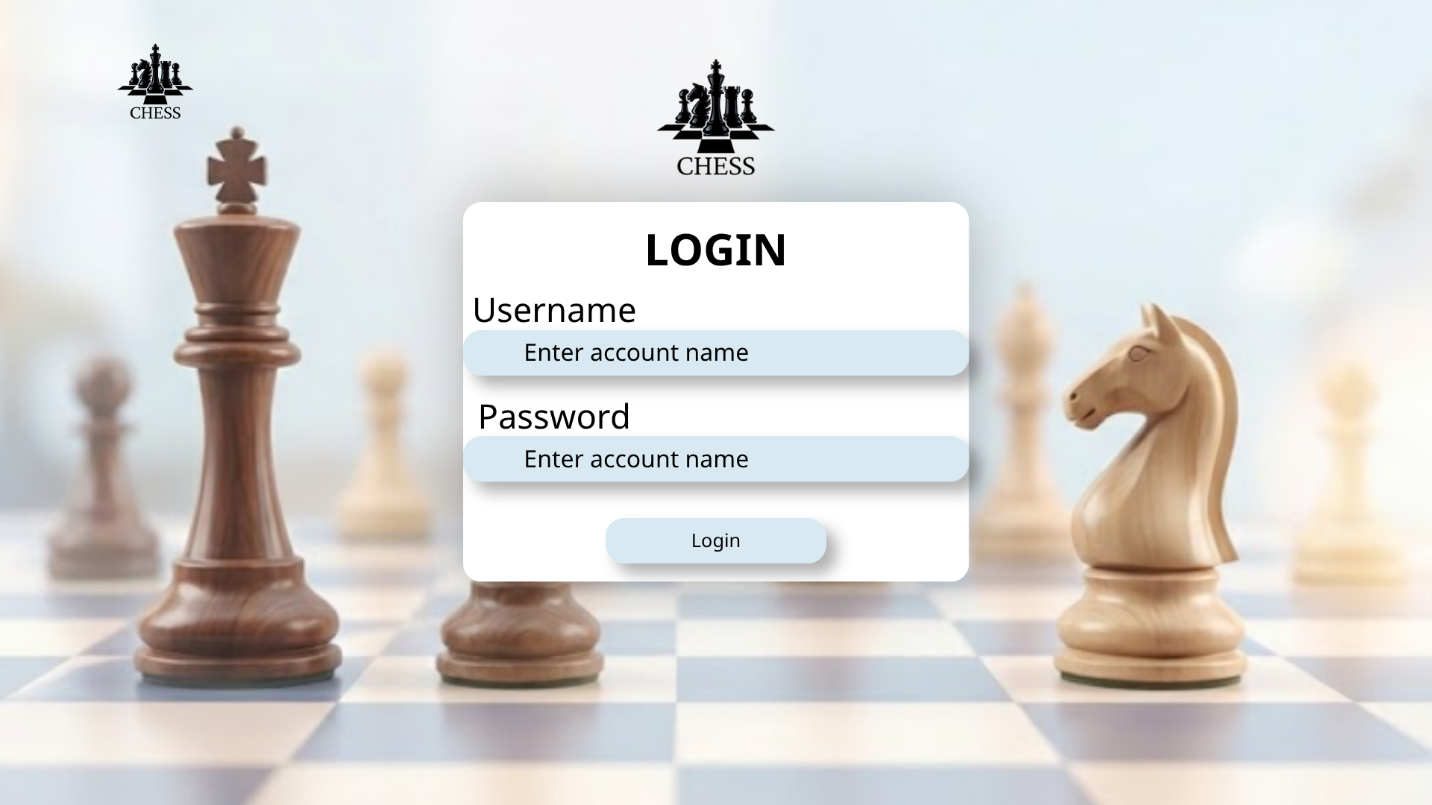 CHESS
CHESS
LOGIN
Username
Enter account name
Password
Enter account name
Login